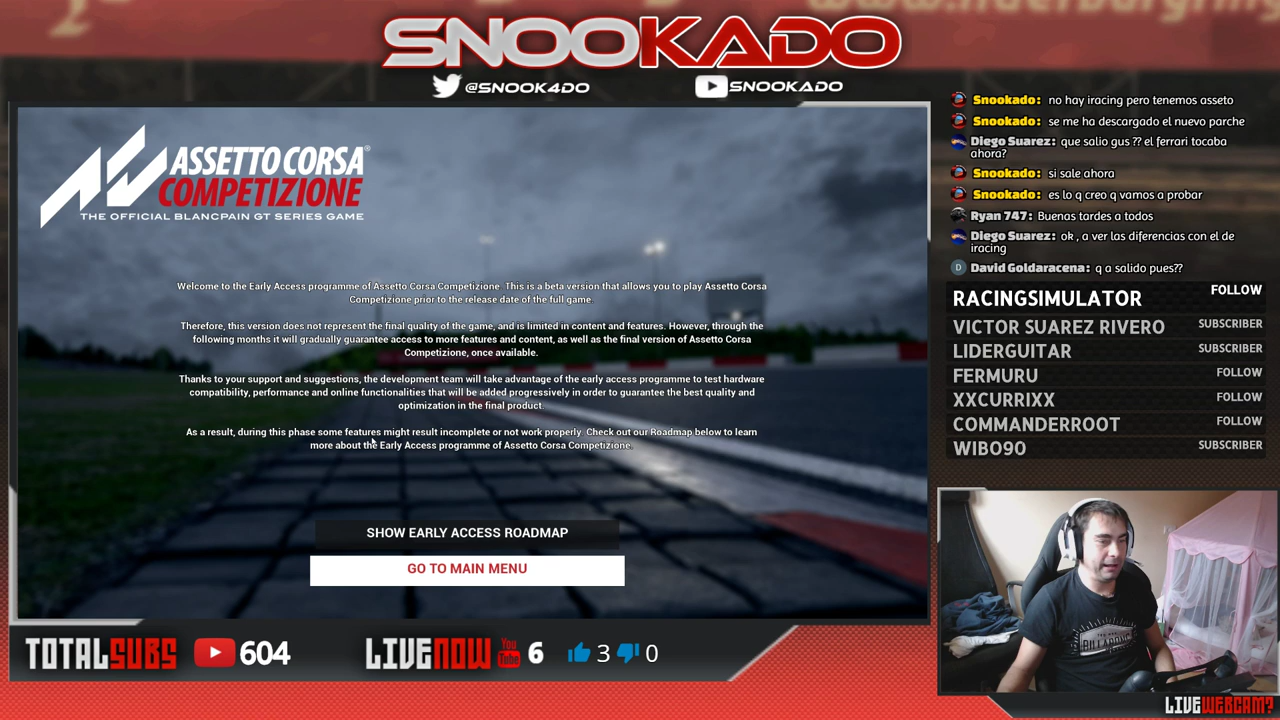 SNOOKADO
@SNOOK4DO
SNOOKADO
ASSETTO CORSA®
COMPETIZIONE
THE OFFICIAL BLANCPAIN GT SERIES GAME
Welcome to the Early Access programme of Assetto Corsa Competizione. This is a beta version that allows you to play Assetto Corsa
Competizione prior to the release date of the full game.
Therefore, this version does not represent the final quality of the game, and is limited in content and features. However, through the
following months it will gradually guarantee access to more features and content, as well as the final version of Assetto Corsa
Competizione, once available.
Thanks to your support and suggestions, the development team will take advantage of the early access programme to test hardware
compatibility, performance and online functionalities that will be added progressively in order to guarantee the best quality and
optimization in the final product.
As a result, during this phase some features might result incomplete or not work properly. Check out our Roadmap below to learn
more about the Early Access programme of Assetto Corsa Competizione.
SHOW EARLY ACCESS ROADMAP
GO TO MAIN MENU
Snookado: no hay iracing pero tenemos asseto
Snookado: se me ha descargado el nuevo parche
Diego Suarez: que salio gus ?? el ferrari tocaba
ahora?
Snookado: si sale ahora
Snookado: es lo q creo q vamos a probar
Ryan 747: Buenas tardes a todos
Diego Suarez: ok , a ver las diferencias con el de
iracing
D David Goldaracena: q a salido pues??
RACINGSIMULATOR FOLLOW
VICTOR SUAREZ RIVERO SUBSCRIBER
LIDERGUITAR SUBSCRIBER
FERMURU FOLLOW
XXCURRIXX FOLLOW
COMMANDERROOT FOLLOW
WIBO90 SUBSCRIBER
TOTALSUBS 604 LIVENOW You Tube 6 3 0
LIVEWEBCAM?